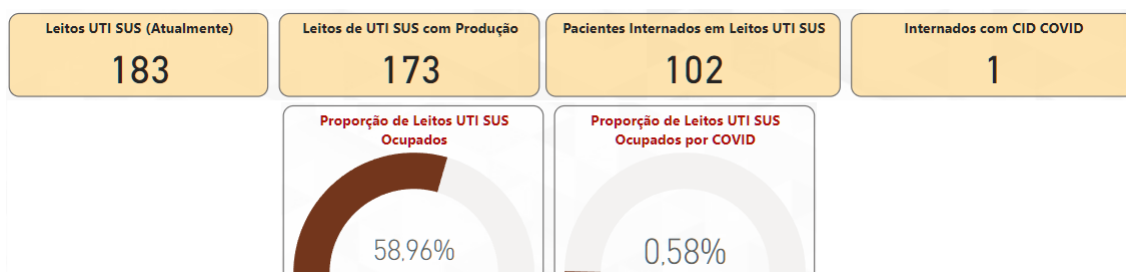 Leitos UTI SUS (Atualmente)
183
Leitos de UTI SUS com Produção
173
Pacientes Internados em Leitos UTI SUS
102
Internados com CID COVID
1
Proporção de Leitos UTI SUS
Ocupados
58,96%
Proporção de Leitos UTI SUS
Ocupados por COVID
0,58%